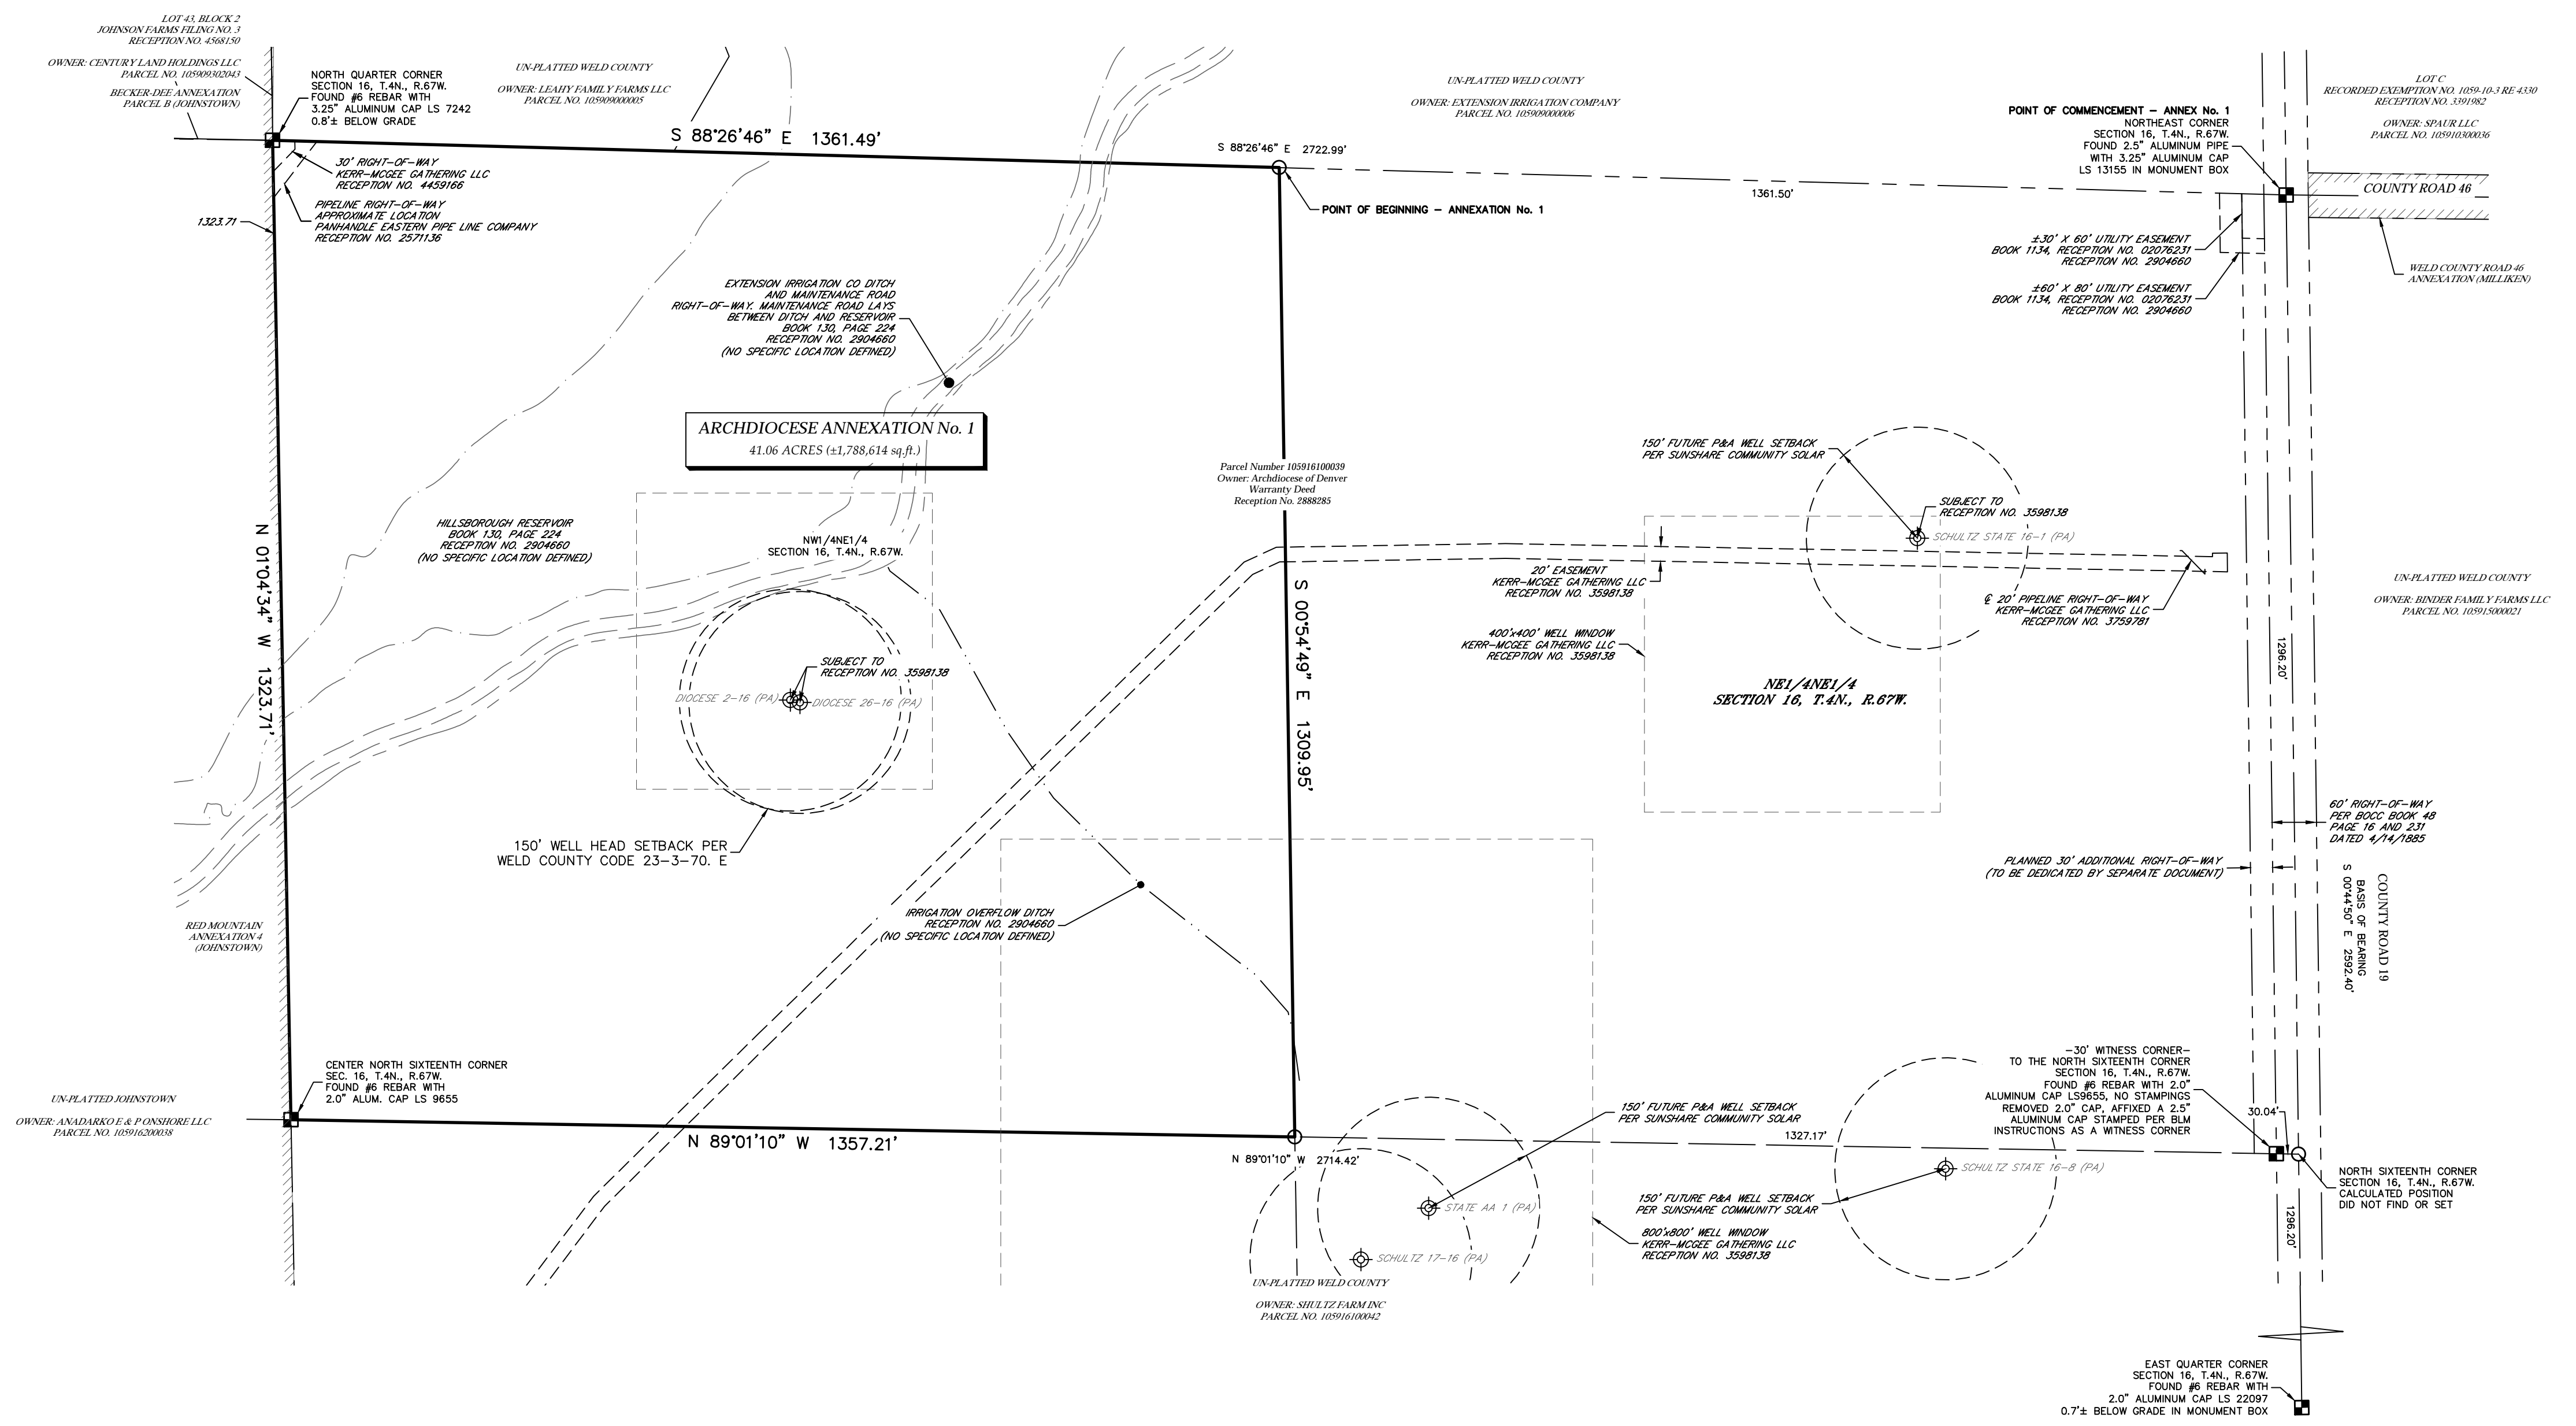 LOT 43, BLOCK 2
JOHNSON FARMS FILING NO. 3
RECEPTION NO. 4568150
OWNER: CENTURY LAND HOLDINGS LLC
PARCEL NO. 105909302043
BECKER-DEE ANNEXATION
PARCEL B (JOHNSTOWN)
NORTH QUARTER CORNER
SECTION 16, T.4N., R.67W.
FOUND #6 REBAR WITH
3.25" ALUMINUM CAP LS 7242
0.8'± BELOW GRADE
UN-PLATTED WELD COUNTY
OWNER: LEAHY FAMILY FARMS LLC
PARCEL NO. 105909000005
UN-PLATTED WELD COUNTY
OWNER: EXTENSION IRRIGATION COMPANY
PARCEL NO. 105909000006
POINT OF COMMENCEMENT - ANNEX No. 1
NORTHEAST CORNER
SECTION 16, T.4N., R.67W.
FOUND 2.5" ALUMINUM PIPE
WITH 3.25" ALUMINUM CAP
LS 13155 IN MONUMENT BOX
LOT C
RECORDED EXEMPTION NO. 1059-10-3 RE 4330
RECEPTION NO. 3391982
OWNER: SPAUR LLC
PARCEL NO. 105910300036
S 88°26'46" E 1361.49'
S 88°26'46" E 2722.99'
1361.50'
COUNTY ROAD 46
POINT OF BEGINNING - ANNEXATION No. 1
30' RIGHT-OF-WAY
KERR-MCGEE GATHERING LLC
RECEPTION NO. 4459166
PIPELINE RIGHT-OF-WAY
APPROXIMATE LOCATION
PANHANDLE EASTERN PIPE LINE COMPANY
RECEPTION NO. 2571136
1323.71
±30' X 60' UTILITY EASEMENT
BOOK 1134, RECEPTION NO. 02076231
RECEPTION NO. 2904660
±60' X 80' UTILITY EASEMENT
BOOK 1134, RECEPTION NO. 02076231
RECEPTION NO. 2904660
WELD COUNTY ROAD 46
ANNEXATION (MILLIKEN)
EXTENSION IRRIGATION CO DITCH
AND MAINTENANCE ROAD
RIGHT-OF-WAY. MAINTENANCE ROAD LAYS
BETWEEN DITCH AND RESERVOIR
BOOK 130, PAGE 224
RECEPTION NO. 2904660
(NO SPECIFIC LOCATION DEFINED)
ARCHDIOCESE ANNEXATION No. 1
41.06 ACRES (±1,788,614 sq.ft.)
Parcel Number 105916100039
Owner: Archdiocese of Denver
Warranty Deed
Reception No. 2888285
150' FUTURE P&A WELL SETBACK
PER SUNSHARE COMMUNITY SOLAR
SUBJECT TO
RECEPTION NO. 3598138
SCHULTZ STATE 16-1 (PA)
N 01°04'34" W 1323.71'
HILLSBOROUGH RESERVOIR
BOOK 130, PAGE 224
RECEPTION NO. 2904660
(NO SPECIFIC LOCATION DEFINED)
NW1/4NE1/4
SECTION 16, T.4N., R.67W.
S 00°54'49" E 1309.95'
20' EASEMENT
KERR-MCGEE GATHERING LLC
RECEPTION NO. 3598138
℄ 20' PIPELINE RIGHT-OF-WAY
KERR-MCGEE GATHERING LLC
RECEPTION NO. 3759781
UN-PLATTED WELD COUNTY
OWNER: BINDER FAMILY FARMS LLC
PARCEL NO. 105915000021
400'x400' WELL WINDOW
KERR-MCGEE GATHERING LLC
RECEPTION NO. 3598138
NE1/4NE1/4
SECTION 16, T.4N., R.67W.
1296.20'
SUBJECT TO
RECEPTION NO. 3598138
DIOCESE 2-16 (PA)
DIOCESE 26-16 (PA)
150' WELL HEAD SETBACK PER
WELD COUNTY CODE 23-3-70. E
60' RIGHT-OF-WAY
PER BOCC BOOK 48
PAGE 16 AND 231
DATED 4/14/1885
PLANNED 30' ADDITIONAL RIGHT-OF-WAY
(TO BE DEDICATED BY SEPARATE DOCUMENT)
COUNTY ROAD 19
BASIS OF BEARING
S 00°44'50" E 2592.40'
IRRIGATION OVERFLOW DITCH
RECEPTION NO. 2904660
(NO SPECIFIC LOCATION DEFINED)
RED MOUNTAIN
ANNEXATION 4
(JOHNSTOWN)
CENTER NORTH SIXTEENTH CORNER
SEC. 16, T.4N., R.67W.
FOUND #6 REBAR WITH
2.0" ALUM. CAP LS 9655
UN-PLATTED JOHNSTOWN
OWNER: ANADARKO E & P ONSHORE LLC
PARCEL NO. 105916200038
N 89°01'10" W 1357.21'
N 89°01'10" W 2714.42'
1327.17'
150' FUTURE P&A WELL SETBACK
PER SUNSHARE COMMUNITY SOLAR
-30' WITNESS CORNER-
TO THE NORTH SIXTEENTH CORNER
SECTION 16, T.4N., R.67W.
FOUND #6 REBAR WITH 2.0"
ALUMINUM CAP LS9655, NO STAMPINGS
REMOVED 2.0" CAP, AFFIXED A 2.5"
ALUMINUM CAP STAMPED PER BLM
INSTRUCTIONS AS A WITNESS CORNER
30.04'
SCHULTZ STATE 16-8 (PA)
NORTH SIXTEENTH CORNER
SECTION 16, T.4N., R.67W.
CALCULATED POSITION
DID NOT FIND OR SET
150' FUTURE P&A WELL SETBACK
PER SUNSHARE COMMUNITY SOLAR
STATE AA 1 (PA)
800'x800' WELL WINDOW
KERR-MCGEE GATHERING LLC
RECEPTION NO. 3598138
SCHULTZ 17-16 (PA)
1296.20'
UN-PLATTED WELD COUNTY
OWNER: SHULTZ FARM INC
PARCEL NO. 105916100042
EAST QUARTER CORNER
SECTION 16, T.4N., R.67W.
FOUND #6 REBAR WITH
2.0" ALUMINUM CAP LS 22097
0.7'± BELOW GRADE IN MONUMENT BOX